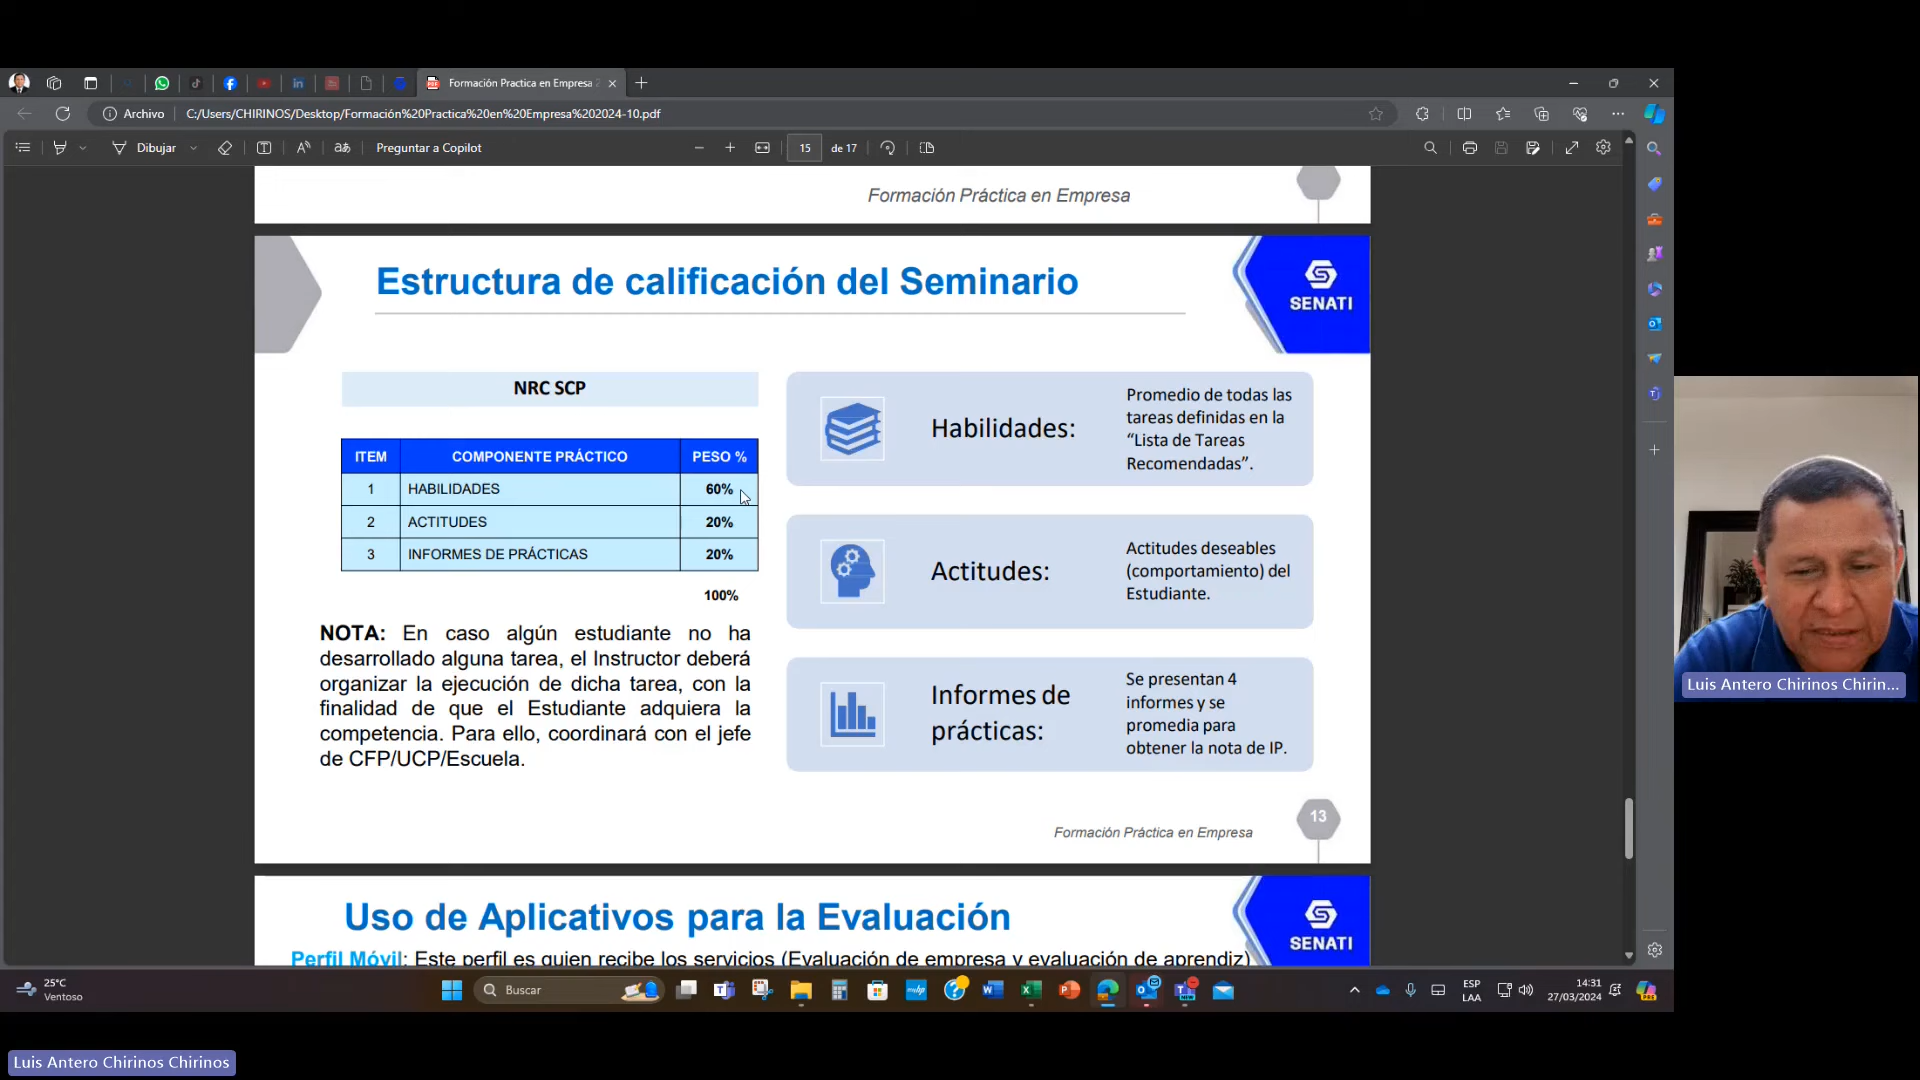 Formación Practica en Empresa 2
Archivo
C:/Users/CHIRINOS/Desktop/Formación%20Practica%20en%20Empresa%202024-10.pdf
Dibujar
Preguntar a Copilot
15
de 17
Formación Práctica en Empresa
Estructura de calificación del Seminario
SENATI
NRC SCP
ITEM COMPONENTE PRÁCTICO PESO %
1 HABILIDADES 60%
2 ACTITUDES 20%
3 INFORMES DE PRÁCTICAS 20%
100%
NOTA: En caso algún estudiante no ha
desarrollado alguna tarea, el Instructor deberá
organizar la ejecución de dicha tarea, con la
finalidad de que el Estudiante adquiera la
competencia. Para ello, coordinará con el jefe
de CFP/UCP/Escuela.
Habilidades:
Promedio de todas las
tareas definidas en la
“Lista de Tareas
Recomendadas”.
Actitudes:
Actitudes deseables
(comportamiento) del
Estudiante.
Informes de
prácticas:
Se presentan 4
informes y se
promedia para
obtener la nota de IP.
Formación Práctica en Empresa
13
Uso de Aplicativos para la Evaluación
SENATI
Perfil Móvil: Este perfil es quien recibe los servicios (Evaluación de empresa y evaluación de aprendiz)
Luis Antero Chirinos Chirin...
25°C
Ventoso
Buscar
ESP
LAA
14:31
27/03/2024
Luis Antero Chirinos Chirinos